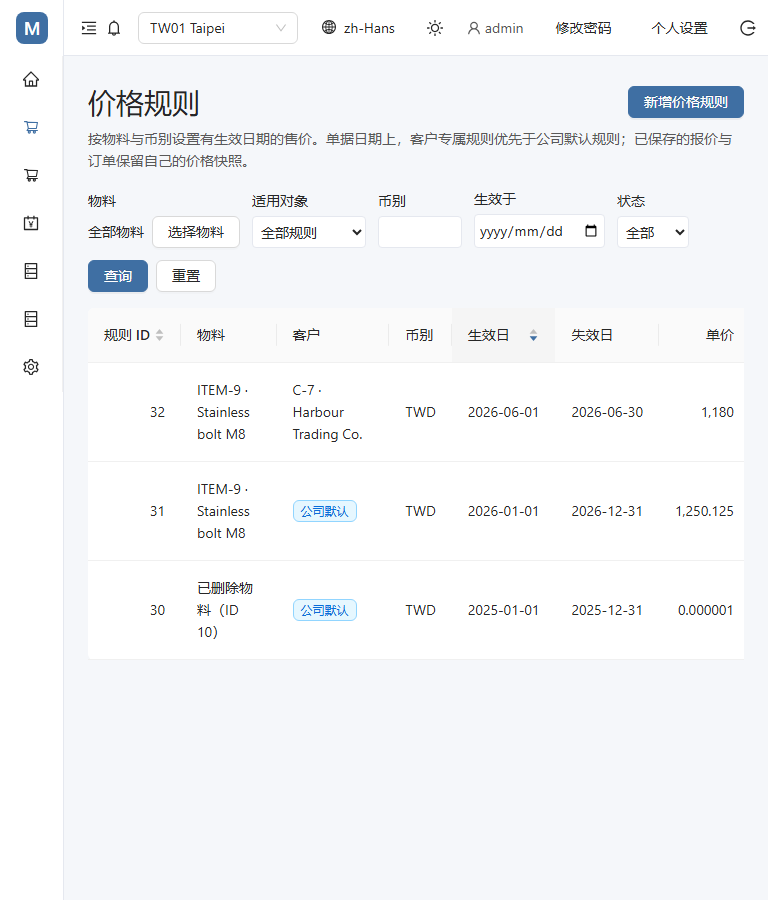 M
TW01 Taipei
zh-Hans
admin
修改密码
个人设置
价格规则
新增价格规则
按物料与币别设置有生效日期的售价。单据日期上，客户专属规则优先于公司默认规则；已保存的报价与
订单保留自己的价格快照。
物料
适用对象
币别
生效于
状态
全部物料
选择物料
全部规则
yyyy/mm/dd
全部
查询
重置
规则 ID
物料
客户
币别
生效日
失效日
单价
32
ITEM-9 ·
Stainless
bolt M8
C-7 ·
Harbour
Trading Co.
TWD
2026-06-01
2026-06-30
1,180
31
ITEM-9 ·
Stainless
bolt M8
公司默认
TWD
2026-01-01
2026-12-31
1,250.125
30
已删除物
料（ID
10）
公司默认
TWD
2025-01-01
2025-12-31
0.000001